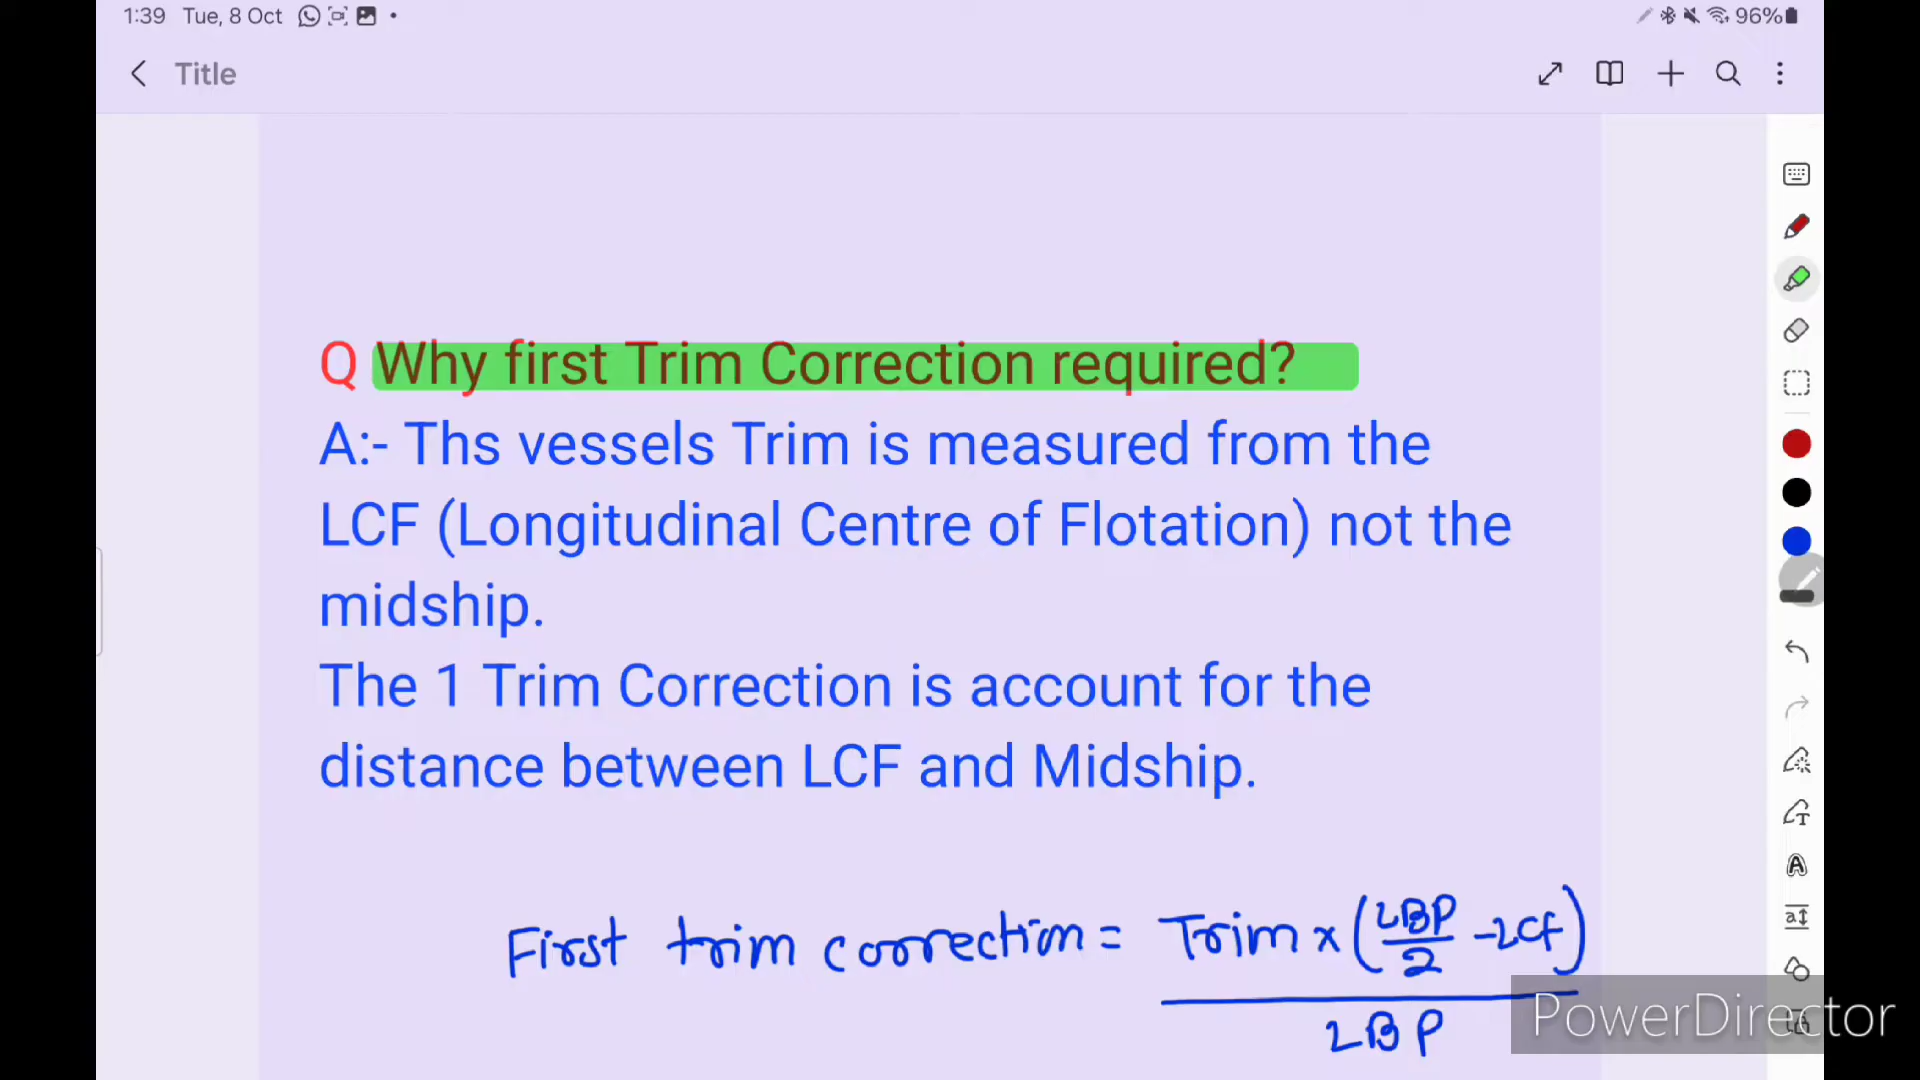 1:39 Tue, 8 Oct
96%
Title
Q Why first Trim Correction required?
A:- Ths vessels Trim is measured from the
LCF (Longitudinal Centre of Flotation) not the
midship.
The 1 Trim Correction is account for the
distance between LCF and Midship.
First trim correction = Trim x (LBP/2 - LCf)
LBP
PowerDirector